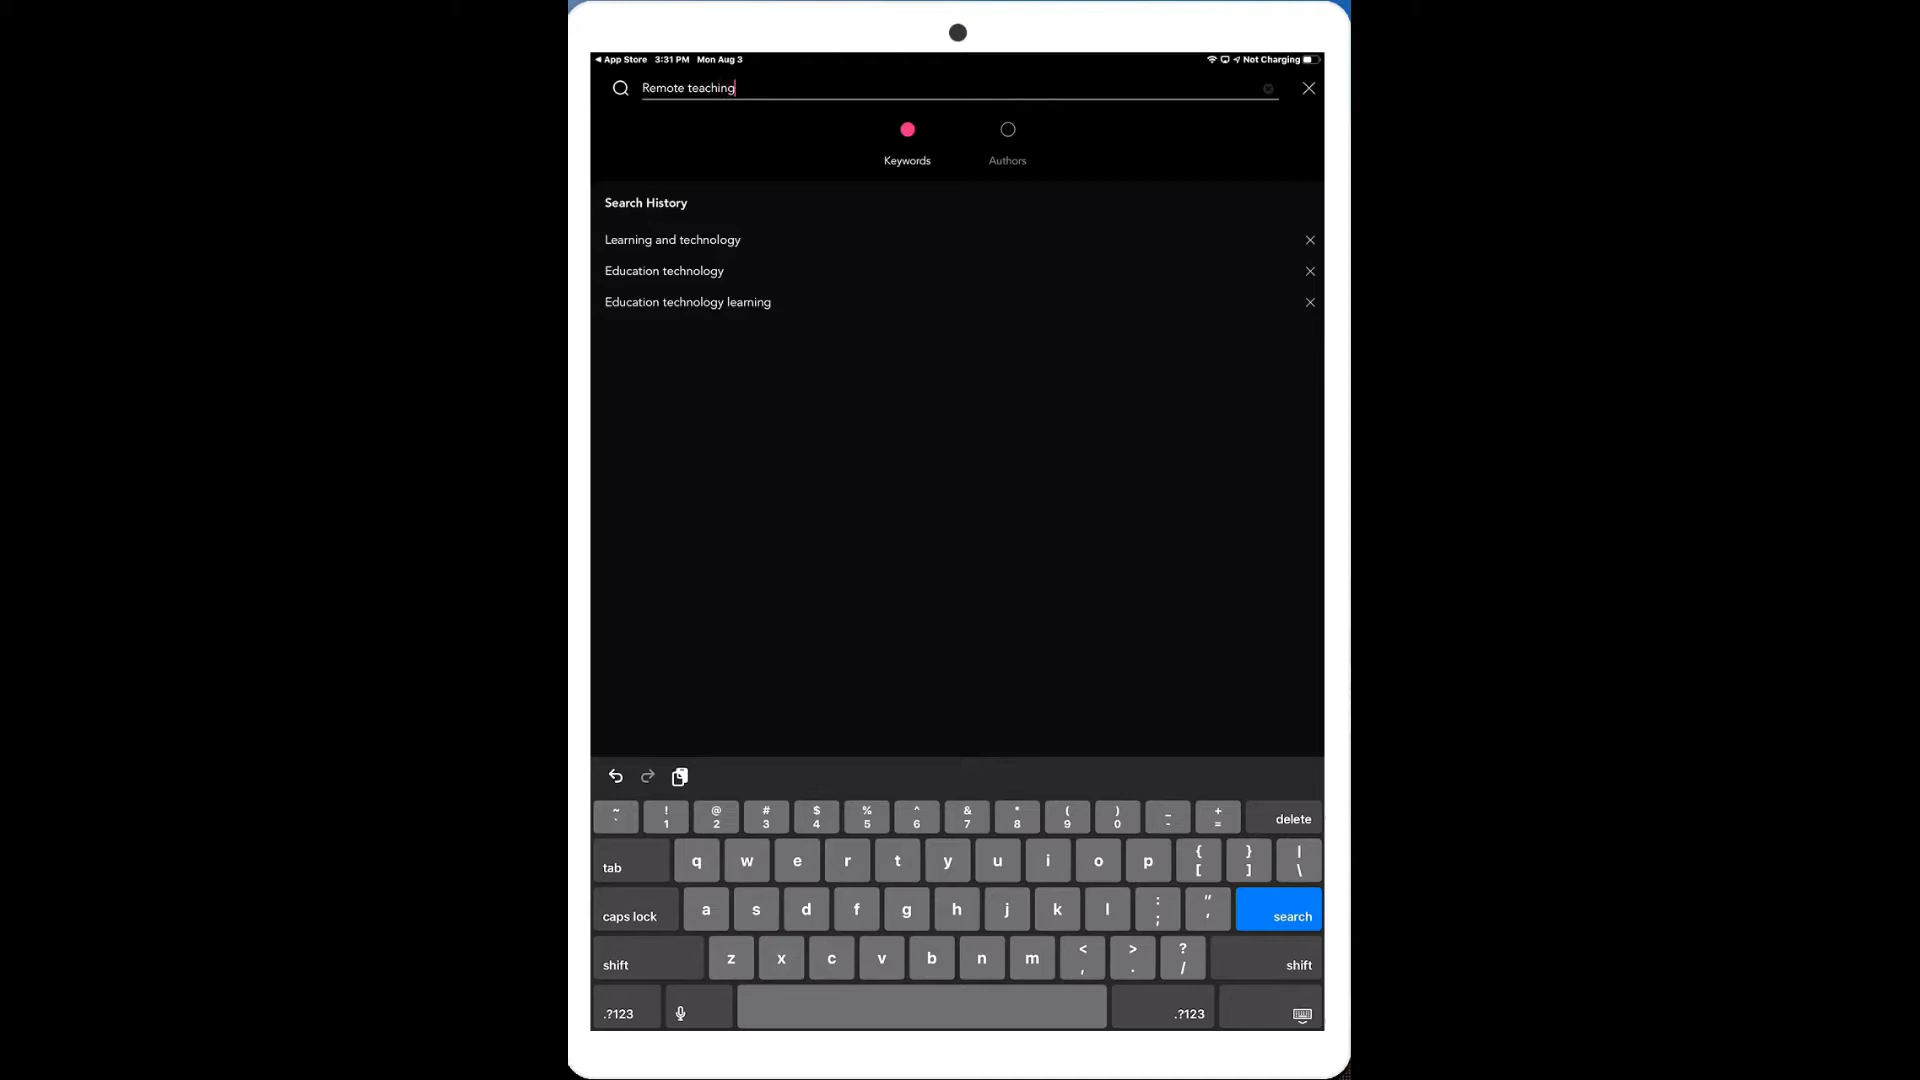 App Store 3:31 PM Mon Aug 3 Not Charging
Remote teaching
Keywords Authors
Search History
Learning and technology
Education technology
Education technology learning
~ ! @ # $ % ^ & * ( ) _ +
` 1 2 3 4 5 6 7 8 9 0 - = delete
tab q w e r t y u i o p { [ } ] | \
caps lock a s d f g h j k l : ; " ' search
shift z x c v b n m < , > . ? / shift
.?123 .?123